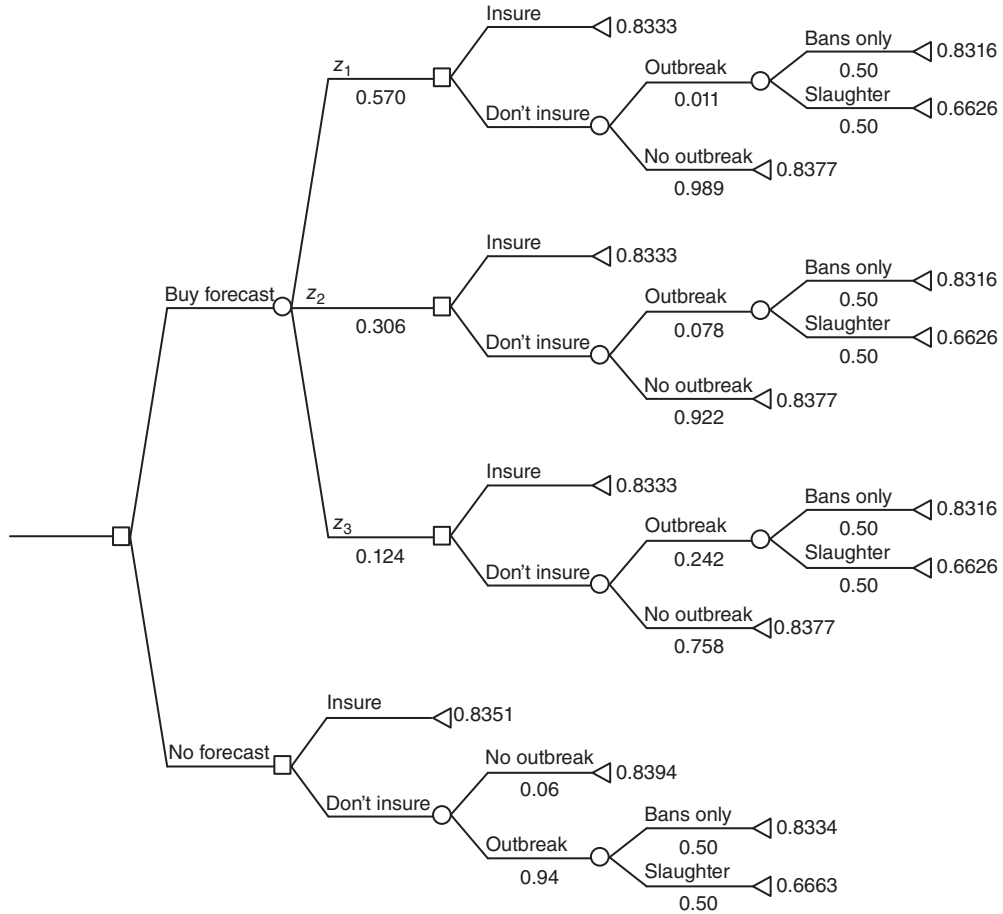 Insure
0.8333
z1
0.570
Don't insure
Outbreak
0.011
Bans only
0.8316
0.50
Slaughter
0.6626
0.50
No outbreak
0.8377
0.989
Buy forecast
z2
0.306
Insure
0.8333
Don't insure
Outbreak
0.078
Bans only
0.8316
0.50
Slaughter
0.6626
0.50
No outbreak
0.8377
0.922
z3
0.124
Insure
0.8333
Don't insure
Outbreak
0.242
Bans only
0.8316
0.50
Slaughter
0.6626
0.50
No outbreak
0.8377
0.758
No forecast
Insure
0.8351
Don't insure
No outbreak
0.8394
0.06
Outbreak
0.94
Bans only
0.8334
0.50
Slaughter
0.6663
0.50